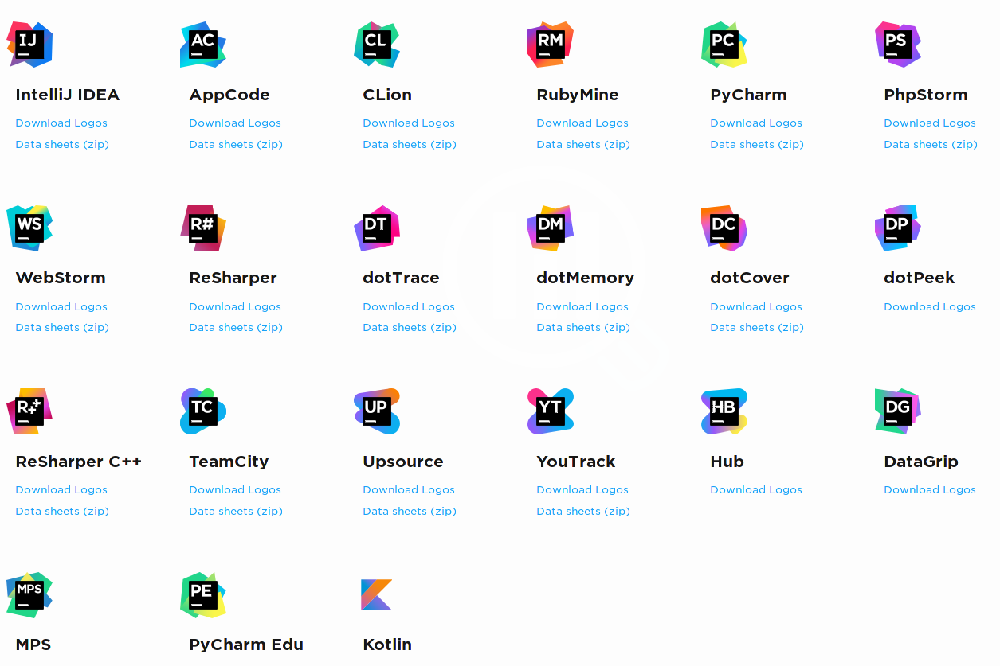 IJ AC CL RM PC PS
IntelliJ IDEA AppCode CLion RubyMine PyCharm PhpStorm
Download Logos Download Logos Download Logos Download Logos Download Logos Download Logos
Data sheets (zip) Data sheets (zip) Data sheets (zip) Data sheets (zip) Data sheets (zip) Data sheets (zip)
WS R# DT DM DC DP
WebStorm ReSharper dotTrace dotMemory dotCover dotPeek
Download Logos Download Logos Download Logos Download Logos Download Logos Download Logos
Data sheets (zip) Data sheets (zip) Data sheets (zip) Data sheets (zip) Data sheets (zip)
R++ TC UP YT HB DG
ReSharper C++ TeamCity Upsource YouTrack Hub DataGrip
Download Logos Download Logos Download Logos Download Logos Download Logos Download Logos
Data sheets (zip) Data sheets (zip) Data sheets (zip) Data sheets (zip)
MPS PE
MPS PyCharm Edu Kotlin